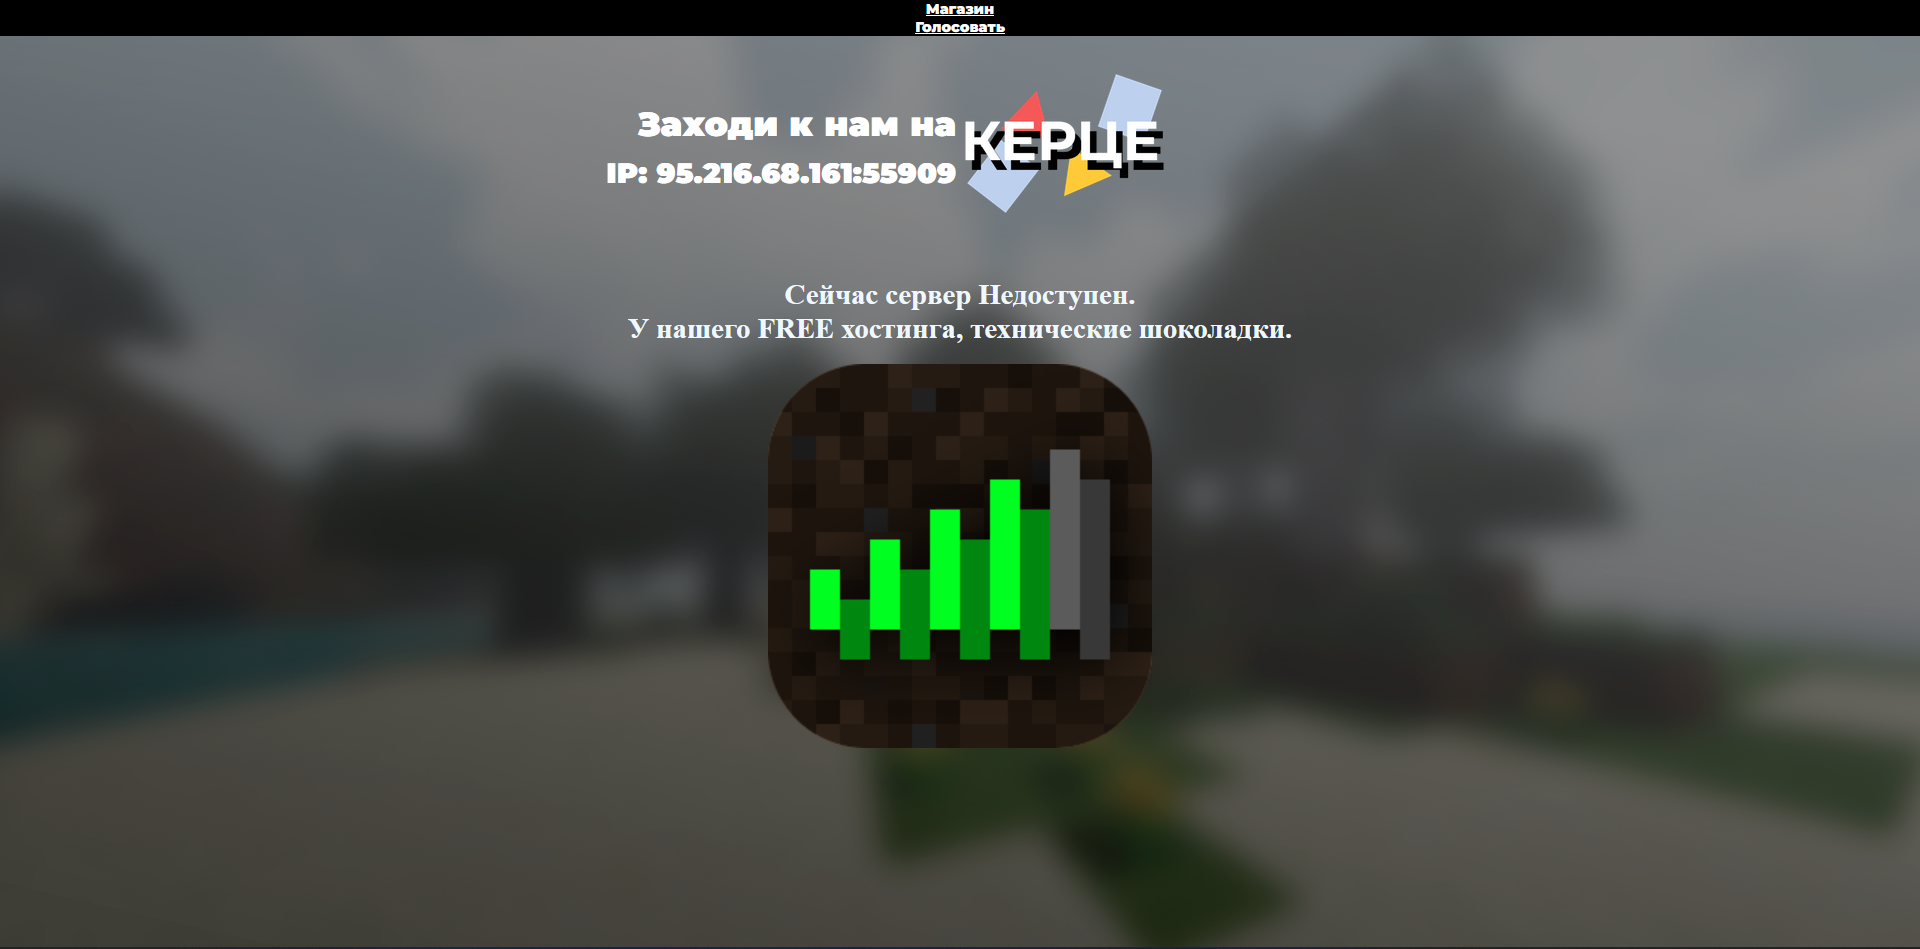 Магазин
Голосовать
Заходи к нам на
IP: 95.216.68.161:55909
КЕРЦЕ
Сейчас сервер Недоступен.
У нашего FREE хостинга, технические шоколадки.